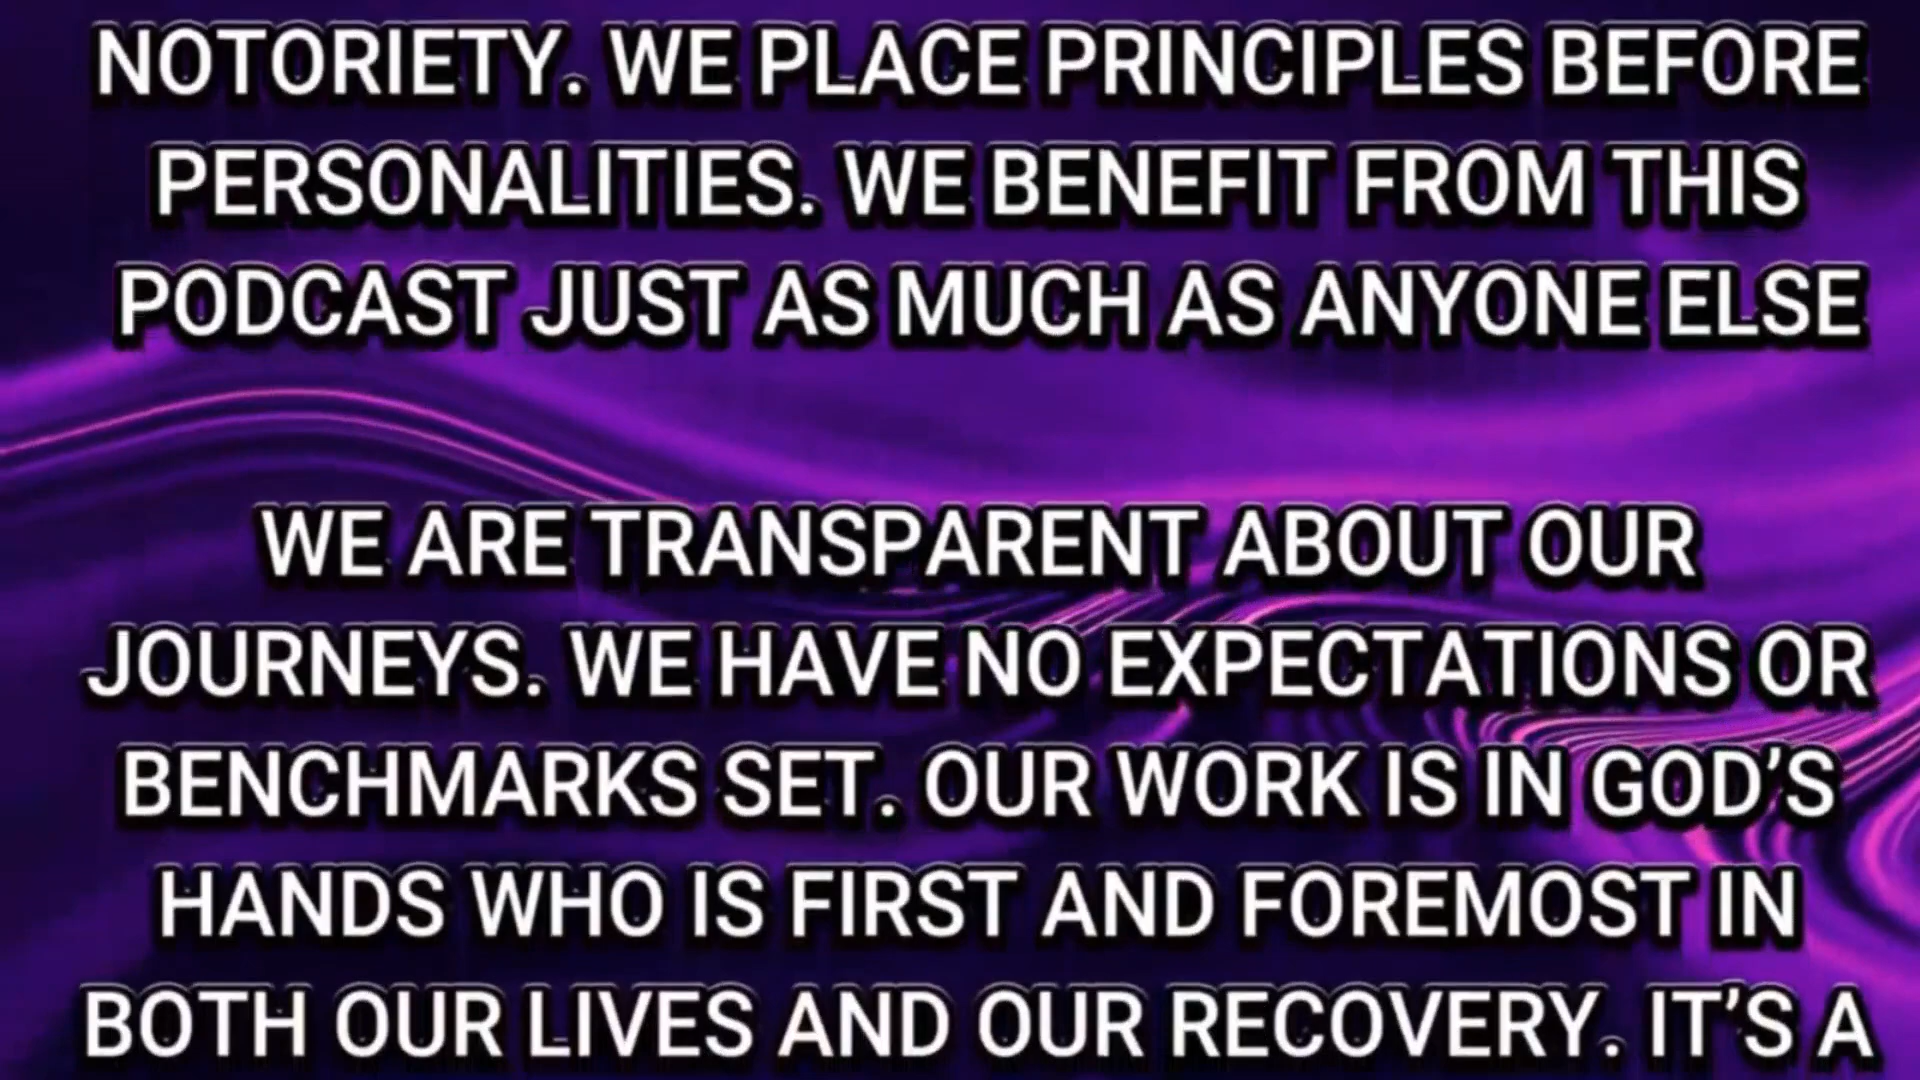 NOTORIETY. WE PLACE PRINCIPLES BEFORE
PERSONALITIES. WE BENEFIT FROM THIS
PODCAST JUST AS MUCH AS ANYONE ELSE
WE ARE TRANSPARENT ABOUT OUR
JOURNEYS. WE HAVE NO EXPECTATIONS OR
BENCHMARKS SET. OUR WORK IS IN GOD’S
HANDS WHO IS FIRST AND FOREMOST IN
BOTH OUR LIVES AND OUR RECOVERY. IT’S A